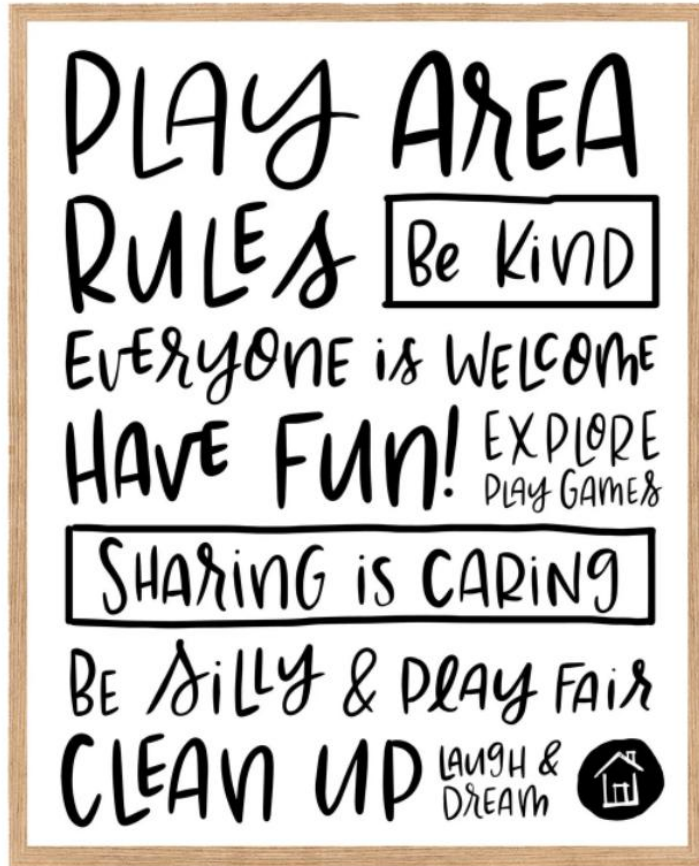 PLAY AREA
RULES Be KiND
EVERYONE is WELCOME
HAVE FUN! EXPLORE
PLAY GAMES
SHARiNG iS CARiNg
BE SiLLY & PLAY FAiR
CLEAN UP LAUgH &
DREAM